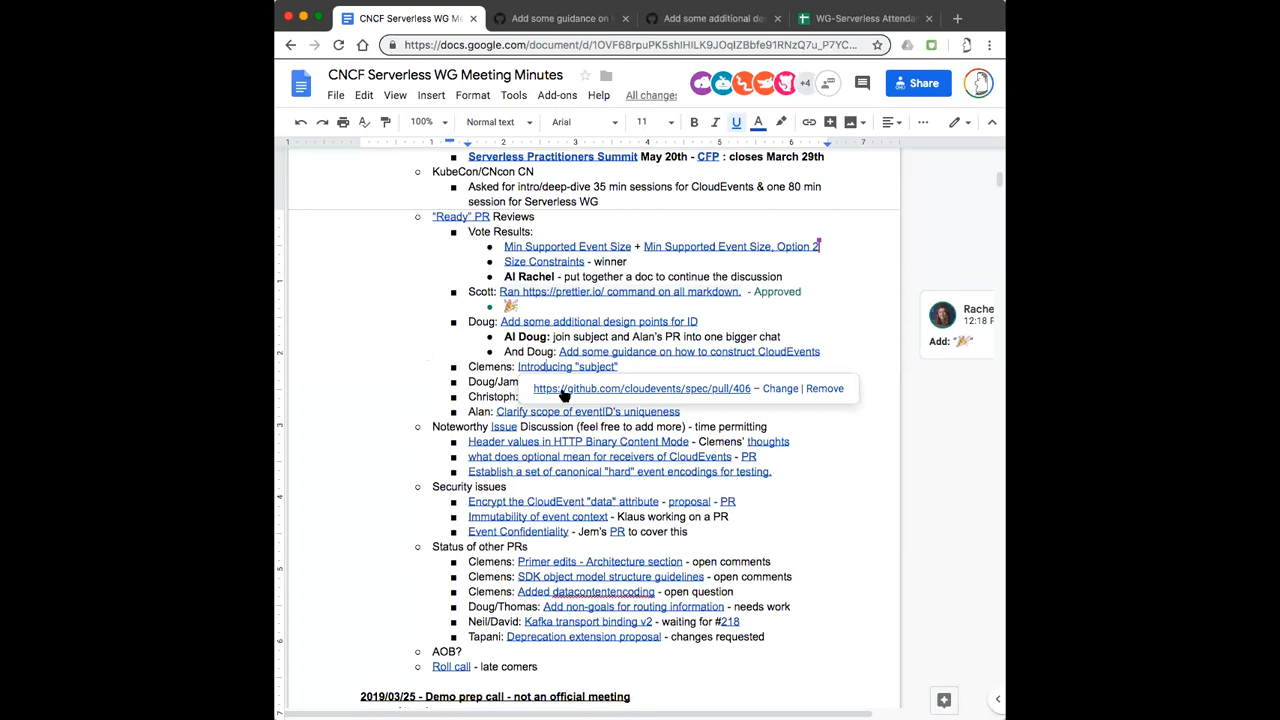 CNCF Serverless WG Me
Add some guidance on
Add some additional de
WG-Serverless Attendar
https://docs.google.com/document/d/1OVF68rpuPK5shIHILK9JOqIZBbfe91RNzQ7u_P7YC...
CNCF Serverless WG Meeting Minutes
+4
Share
File Edit View Insert Format Tools Add-ons Help All changes
100% Normal text Arial 11 B I U A
1 1 2 3 4 5 6 7
Serverless Practitioners Summit May 20th - CFP : closes March 29th
KubeCon/CNcon CN
Asked for intro/deep-dive 35 min sessions for CloudEvents & one 80 min
session for Serverless WG
"Ready" PR Reviews
Vote Results:
Min Supported Event Size + Min Supported Event Size, Option 2
Size Constraints - winner
AI Rachel - put together a doc to continue the discussion
Scott: Ran https://prettier.io/ command on all markdown. - Approved
🎉
Doug: Add some additional design points for ID
AI Doug: join subject and Alan's PR into one bigger chat
And Doug: Add some guidance on how to construct CloudEvents
Clemens: Introducing "subject"
Doug/Jam
https://github.com/cloudevents/spec/pull/406 – Change | Remove
Christoph:
Alan: Clarify scope of eventID's uniqueness
Noteworthy Issue Discussion (feel free to add more) - time permitting
Header values in HTTP Binary Content Mode - Clemens' thoughts
what does optional mean for receivers of CloudEvents - PR
Establish a set of canonical "hard" event encodings for testing.
Security issues
Encrypt the CloudEvent "data" attribute - proposal - PR
Immutability of event context - Klaus working on a PR
Event Confidentiality - Jem's PR to cover this
Status of other PRs
Clemens: Primer edits - Architecture section - open comments
Clemens: SDK object model structure guidelines - open comments
Clemens: Added datacontentencoding - open question
Doug/Thomas: Add non-goals for routing information - needs work
Neil/David: Kafka transport binding v2 - waiting for #218
Tapani: Deprecation extension proposal - changes requested
AOB?
Roll call - late comers
2019/03/25 - Demo prep call - not an official meeting
Rache
12:18 P
Add: "🎉"